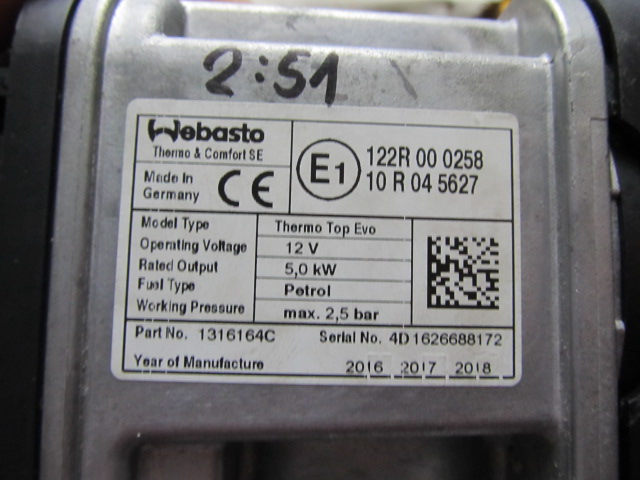 2:51
Webasto
Thermo & Comfort SE
Made In
Germany
CE
E1
122R 00 0258
10 R 04 5627
Model Type Thermo Top Evo
Operating Voltage 12 V
Rated Output 5,0 kW
Fuel Type Petrol
Working Pressure max. 2,5 bar
Part No. 1316164C Serial No. 4D1626688172
Year of Manufacture 2016 2017 2018